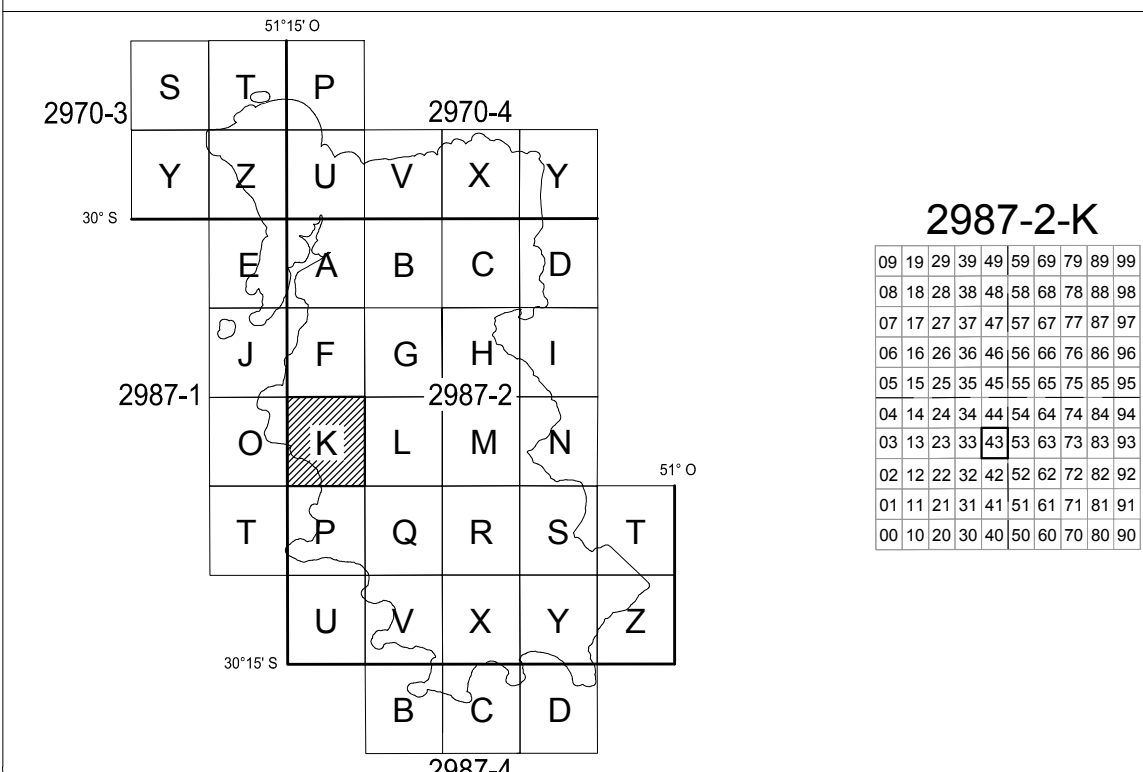 51°15' O
S T P
2970-3 2970-4
Y Z U V X Y
30° S
E A B C D
J F G H I
2987-1 2987-2
O K L M N
51° O
T P Q R S T
U V X Y Z
30°15' S
B C D
2987-4
2987-2-K
09 19 29 39 49 59 69 79 89 99
08 18 28 38 48 58 68 78 88 98
07 17 27 37 47 57 67 77 87 97
06 16 26 36 46 56 66 76 86 96
05 15 25 35 45 55 65 75 85 95
04 14 24 34 44 54 64 74 84 94
03 13 23 33 43 53 63 73 83 93
02 12 22 32 42 52 62 72 82 92
01 11 21 31 41 51 61 71 81 91
00 10 20 30 40 50 60 70 80 90